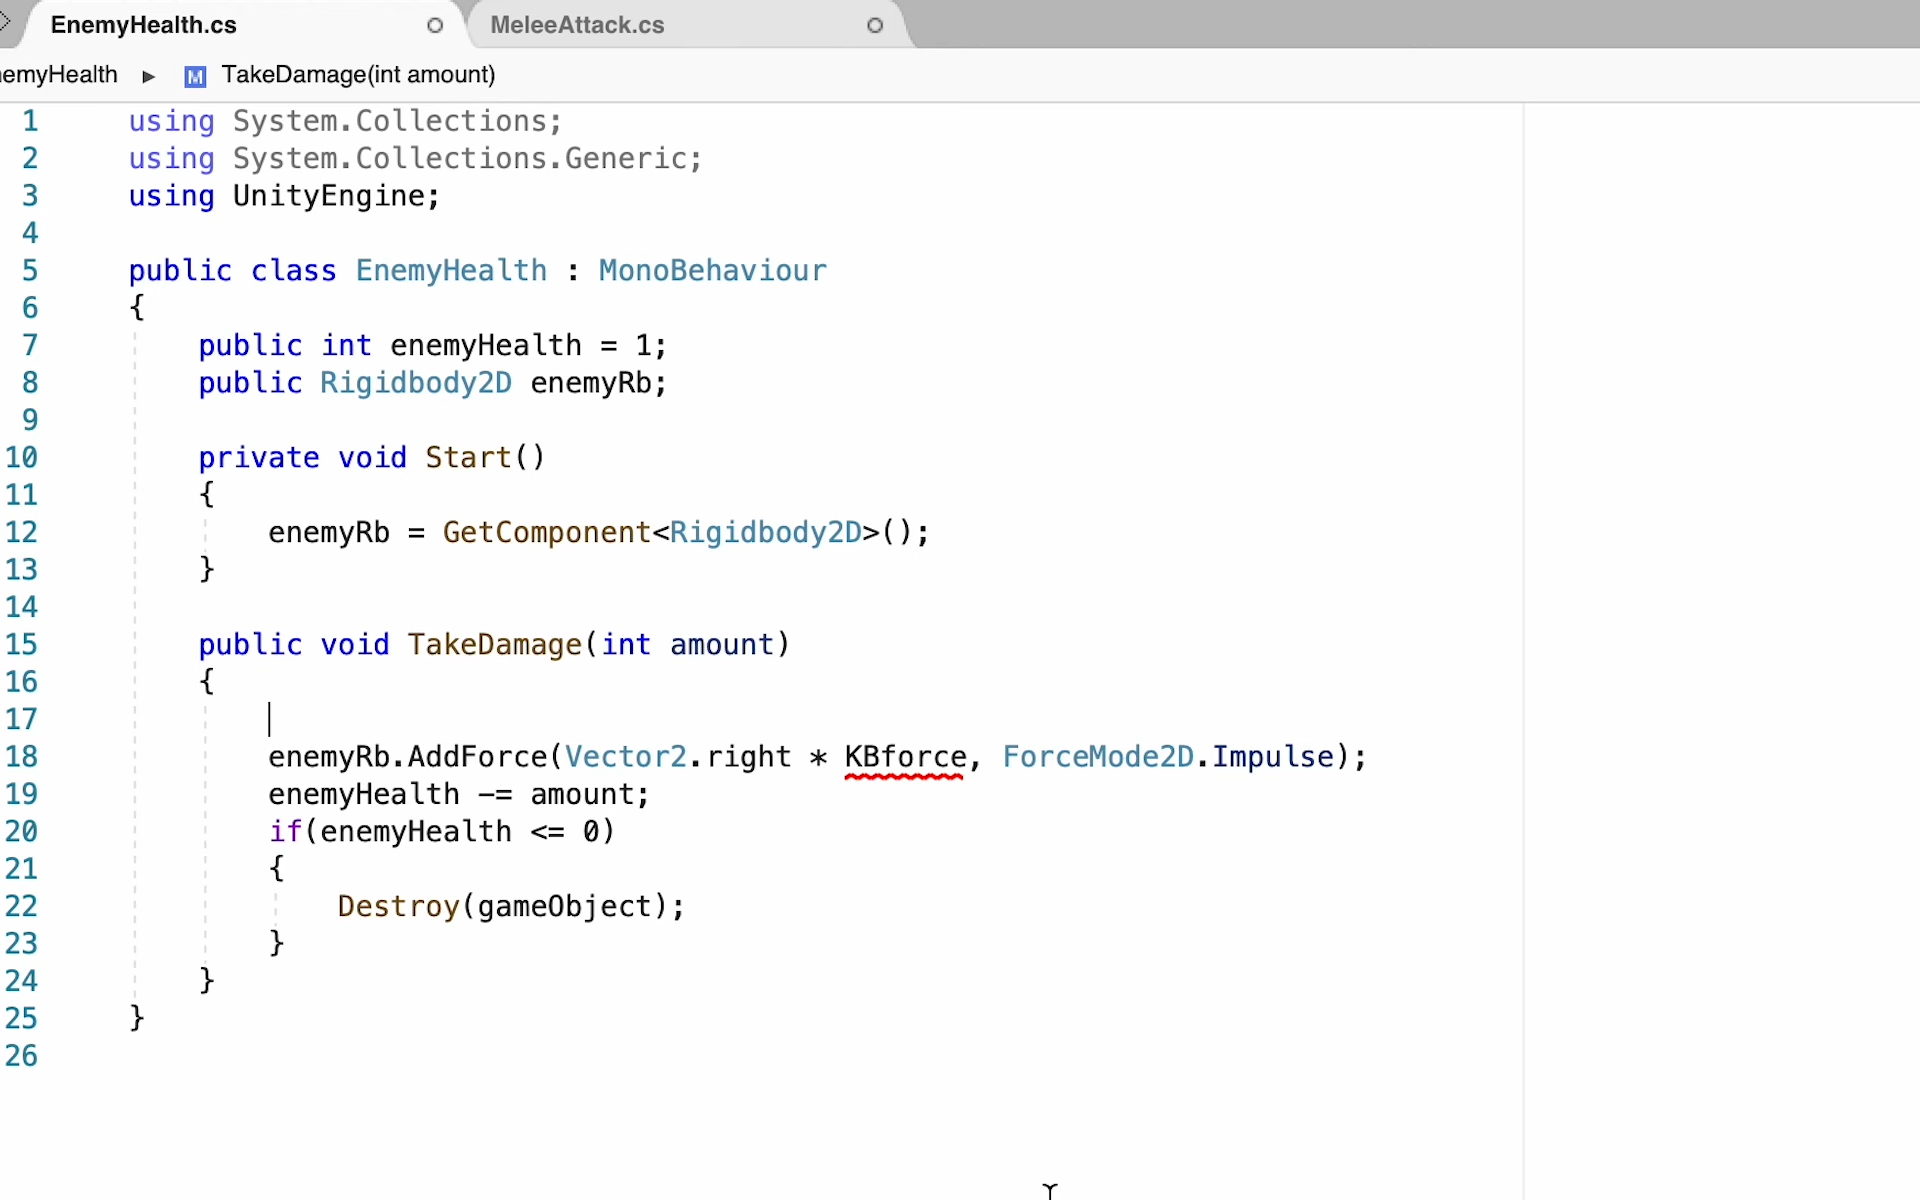 EnemyHealth.cs
MeleeAttack.cs
emyHealth ▶ M TakeDamage(int amount)
1 using System.Collections;
2 using System.Collections.Generic;
3 using UnityEngine;
4
5 public class EnemyHealth : MonoBehaviour
6 {
7 public int enemyHealth = 1;
8 public Rigidbody2D enemyRb;
9
10 private void Start()
11 {
12 enemyRb = GetComponent<Rigidbody2D>();
13 }
14
15 public void TakeDamage(int amount)
16 {
17
18 enemyRb.AddForce(Vector2.right * KBforce, ForceMode2D.Impulse);
19 enemyHealth -= amount;
20 if(enemyHealth <= 0)
21 {
22 Destroy(gameObject);
23 }
24 }
25 }
26